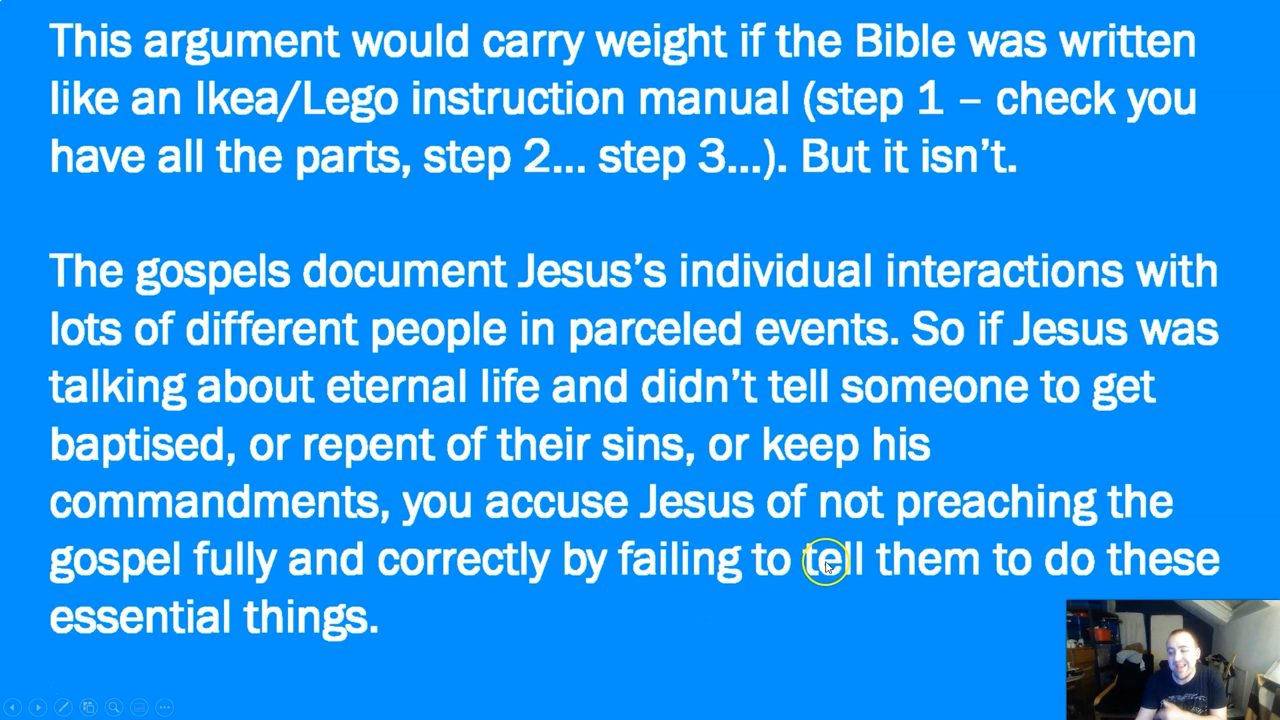 This argument would carry weight if the Bible was written
like an Ikea/Lego instruction manual (step 1 – check you
have all the parts, step 2... step 3...). But it isn’t.
The gospels document Jesus’s individual interactions with
lots of different people in parceled events. So if Jesus was
talking about eternal life and didn’t tell someone to get
baptised, or repent of their sins, or keep his
commandments, you accuse Jesus of not preaching the
gospel fully and correctly by failing to tell them to do these
essential things.